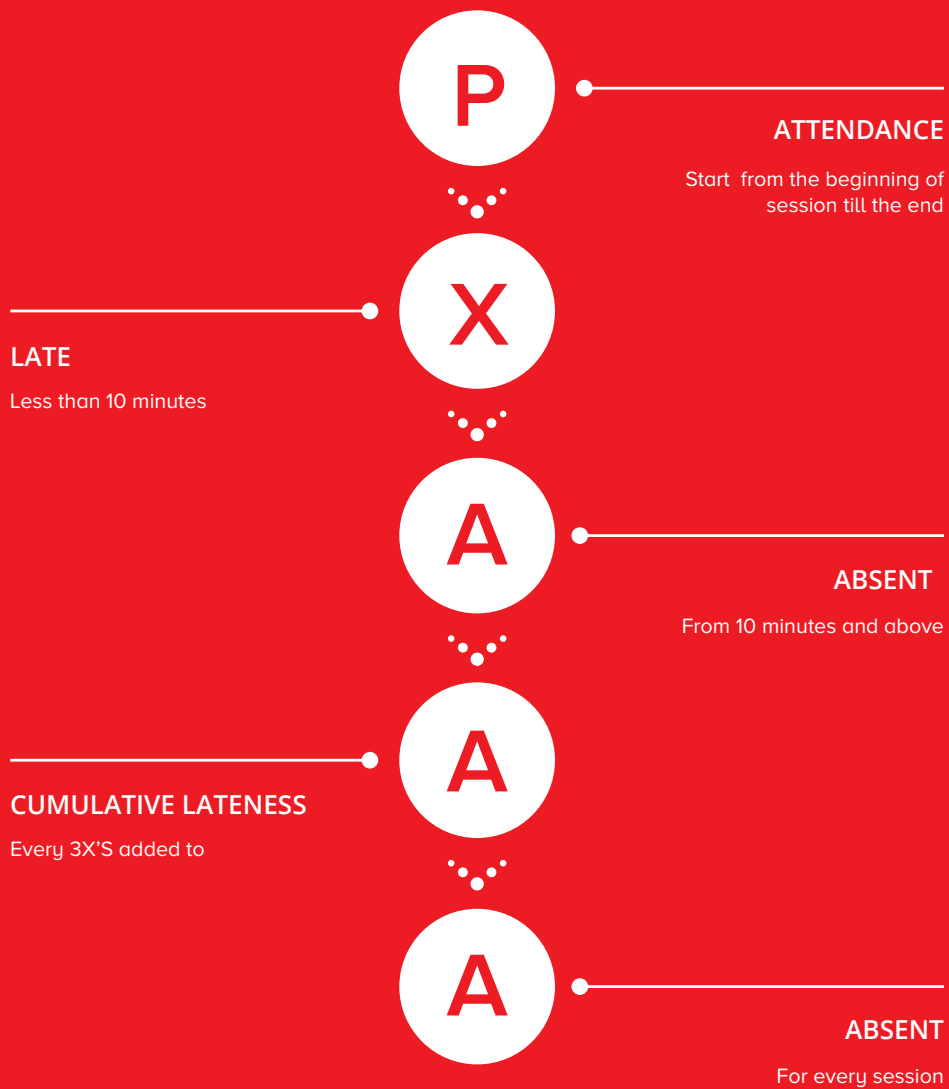 P
ATTENDANCE
Start from the beginning of
session till the end
X
LATE
Less than 10 minutes
A
ABSENT
From 10 minutes and above
A
CUMULATIVE LATENESS
Every 3X'S added to
A
ABSENT
For every session